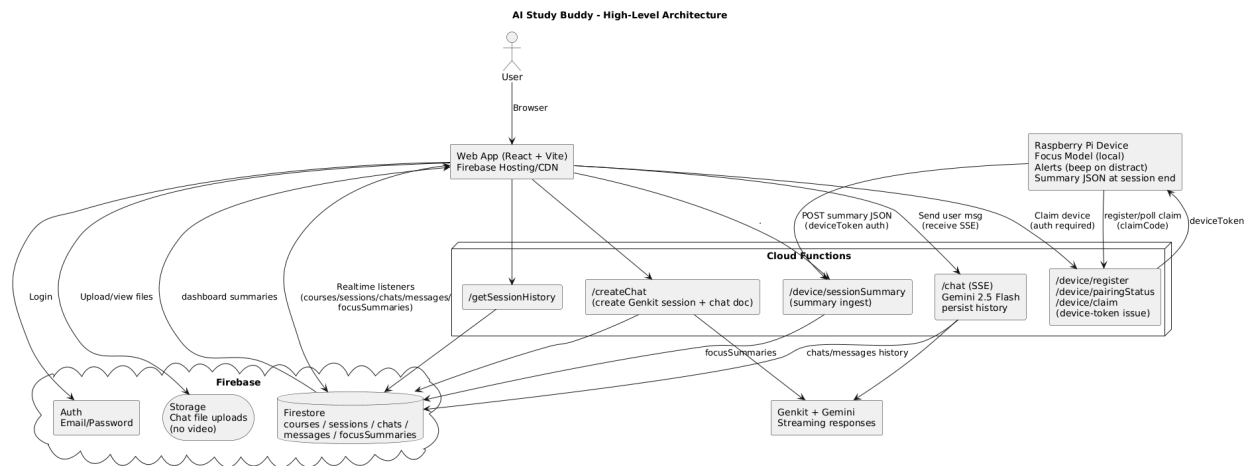 AI Study Buddy - High-Level Architecture
User
Browser
Web App (React + Vite)
Firebase Hosting/CDN
Raspberry Pi Device
Focus Model (local)
Alerts (beep on distract)
Summary JSON at session end
POST summary JSON
(deviceToken auth)
Send user msg
(receive SSE)
Claim device
(auth required)
register/poll claim
(claimCode)
deviceToken
.
Cloud Functions
Login
Upload/view files
dashboard summaries
Realtime listeners
(courses/sessions/chats/messages/
focusSummaries)
/getSessionHistory
/createChat
(create Genkit session + chat doc)
/device/sessionSummary
(summary ingest)
/chat (SSE)
Gemini 2.5 Flash
persist history
/device/register
/device/pairingStatus
/device/claim
(device-token issue)
focusSummaries
chats/messages history
Firebase
Auth
Email/Password
Storage
Chat file uploads
(no video)
Firestore
courses / sessions / chats /
messages / focusSummaries
Genkit + Gemini
Streaming responses